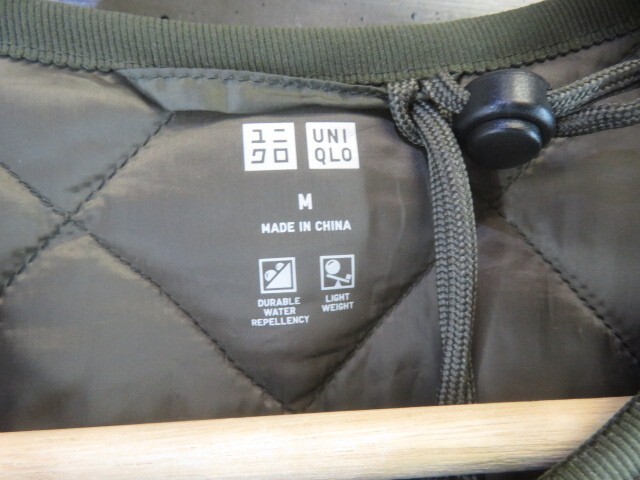 ユニ
クロ
UNI
QLO
M
MADE IN CHINA
DURABLE
WATER
REPELLENCY
LIGHT
WEIGHT